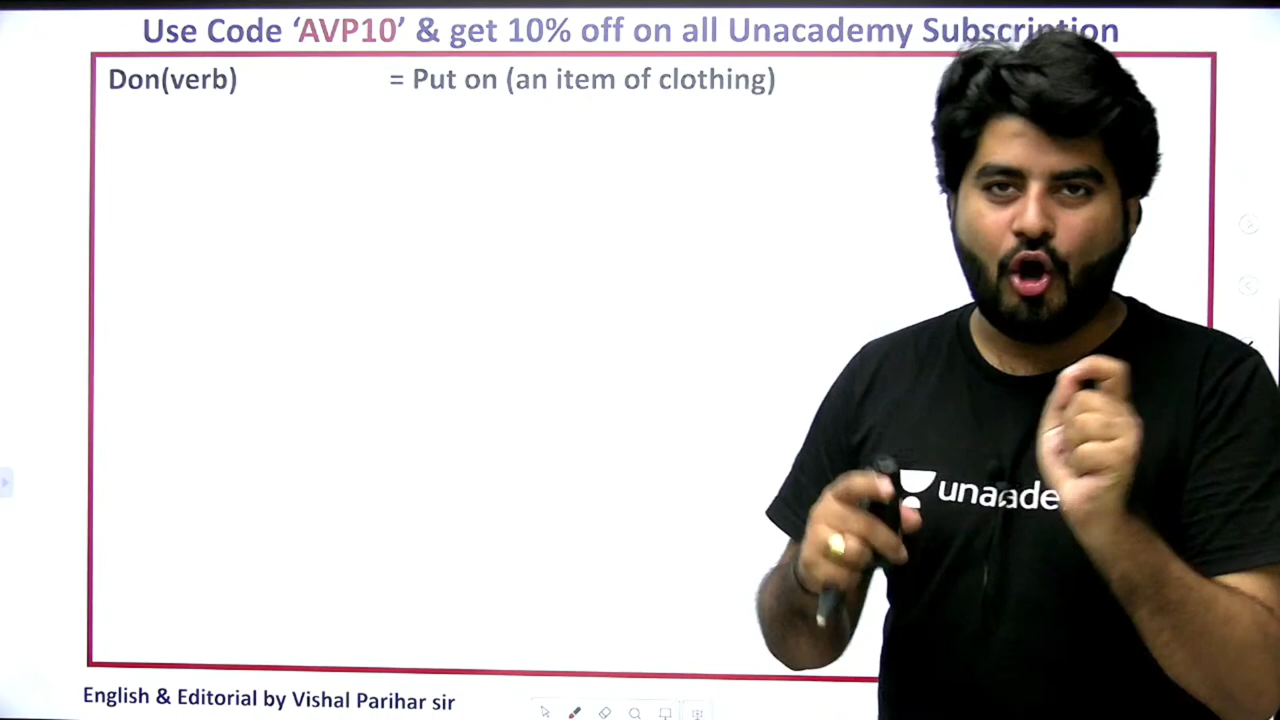 Use Code ‘AVP10’ & get 10% off on all Unacademy Subscription
Don(verb) = Put on (an item of clothing)
unacade
English & Editorial by Vishal Parihar sir